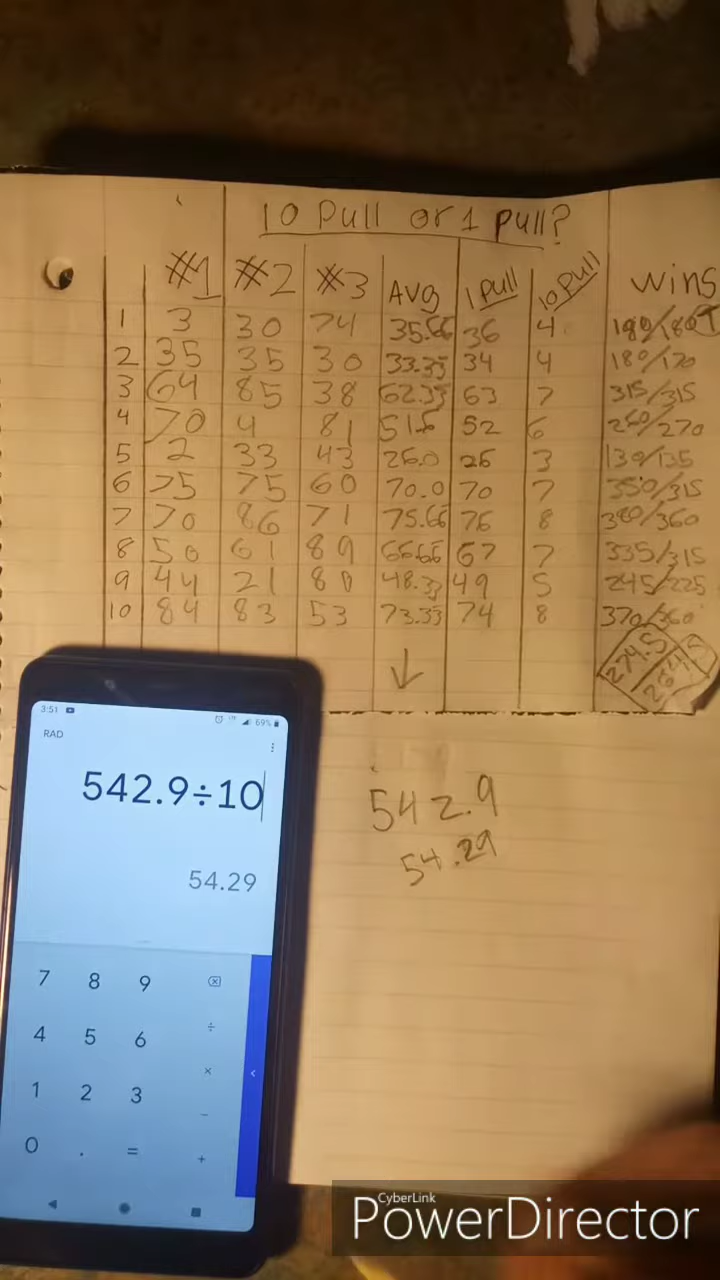 10 Pull or 1 pull?
#1 #2 #3 Avg 1 Pull 10 Pull wins
1 3 30 74 35.66 36 4 180/180 T
2 35 35 30 33.33 34 4 180/170
3 64 85 38 62.33 63 7 315/315
4 70 4 81 51.6 52 6 260/270
5 2 33 43 26.0 26 3 130/135
6 75 75 60 70.0 70 7 350/315
7 70 86 71 75.66 76 8 380/360
8 50 61 89 66.66 67 7 335/315
9 44 21 80 48.33 49 5 245/225
10 84 83 53 73.33 74 8 370/360
274.5
3:51 69%
RAD
542.9÷10
542.9
54.29
54.29
7 8 9
÷
4 5 6
×
1 2 3
−
0 . = +
CyberLink
PowerDirector